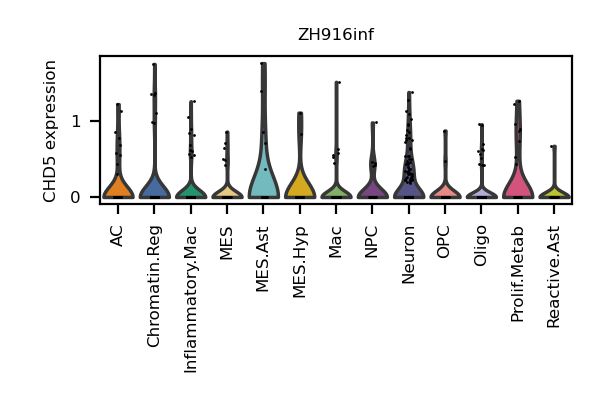 ZH916inf
CHD5 expression
1
0
AC
Chromatin.Reg
Inflammatory.Mac
MES
MES.Ast
MES.Hyp
Mac
NPC
Neuron
OPC
Oligo
Prolif.Metab
Reactive.Ast